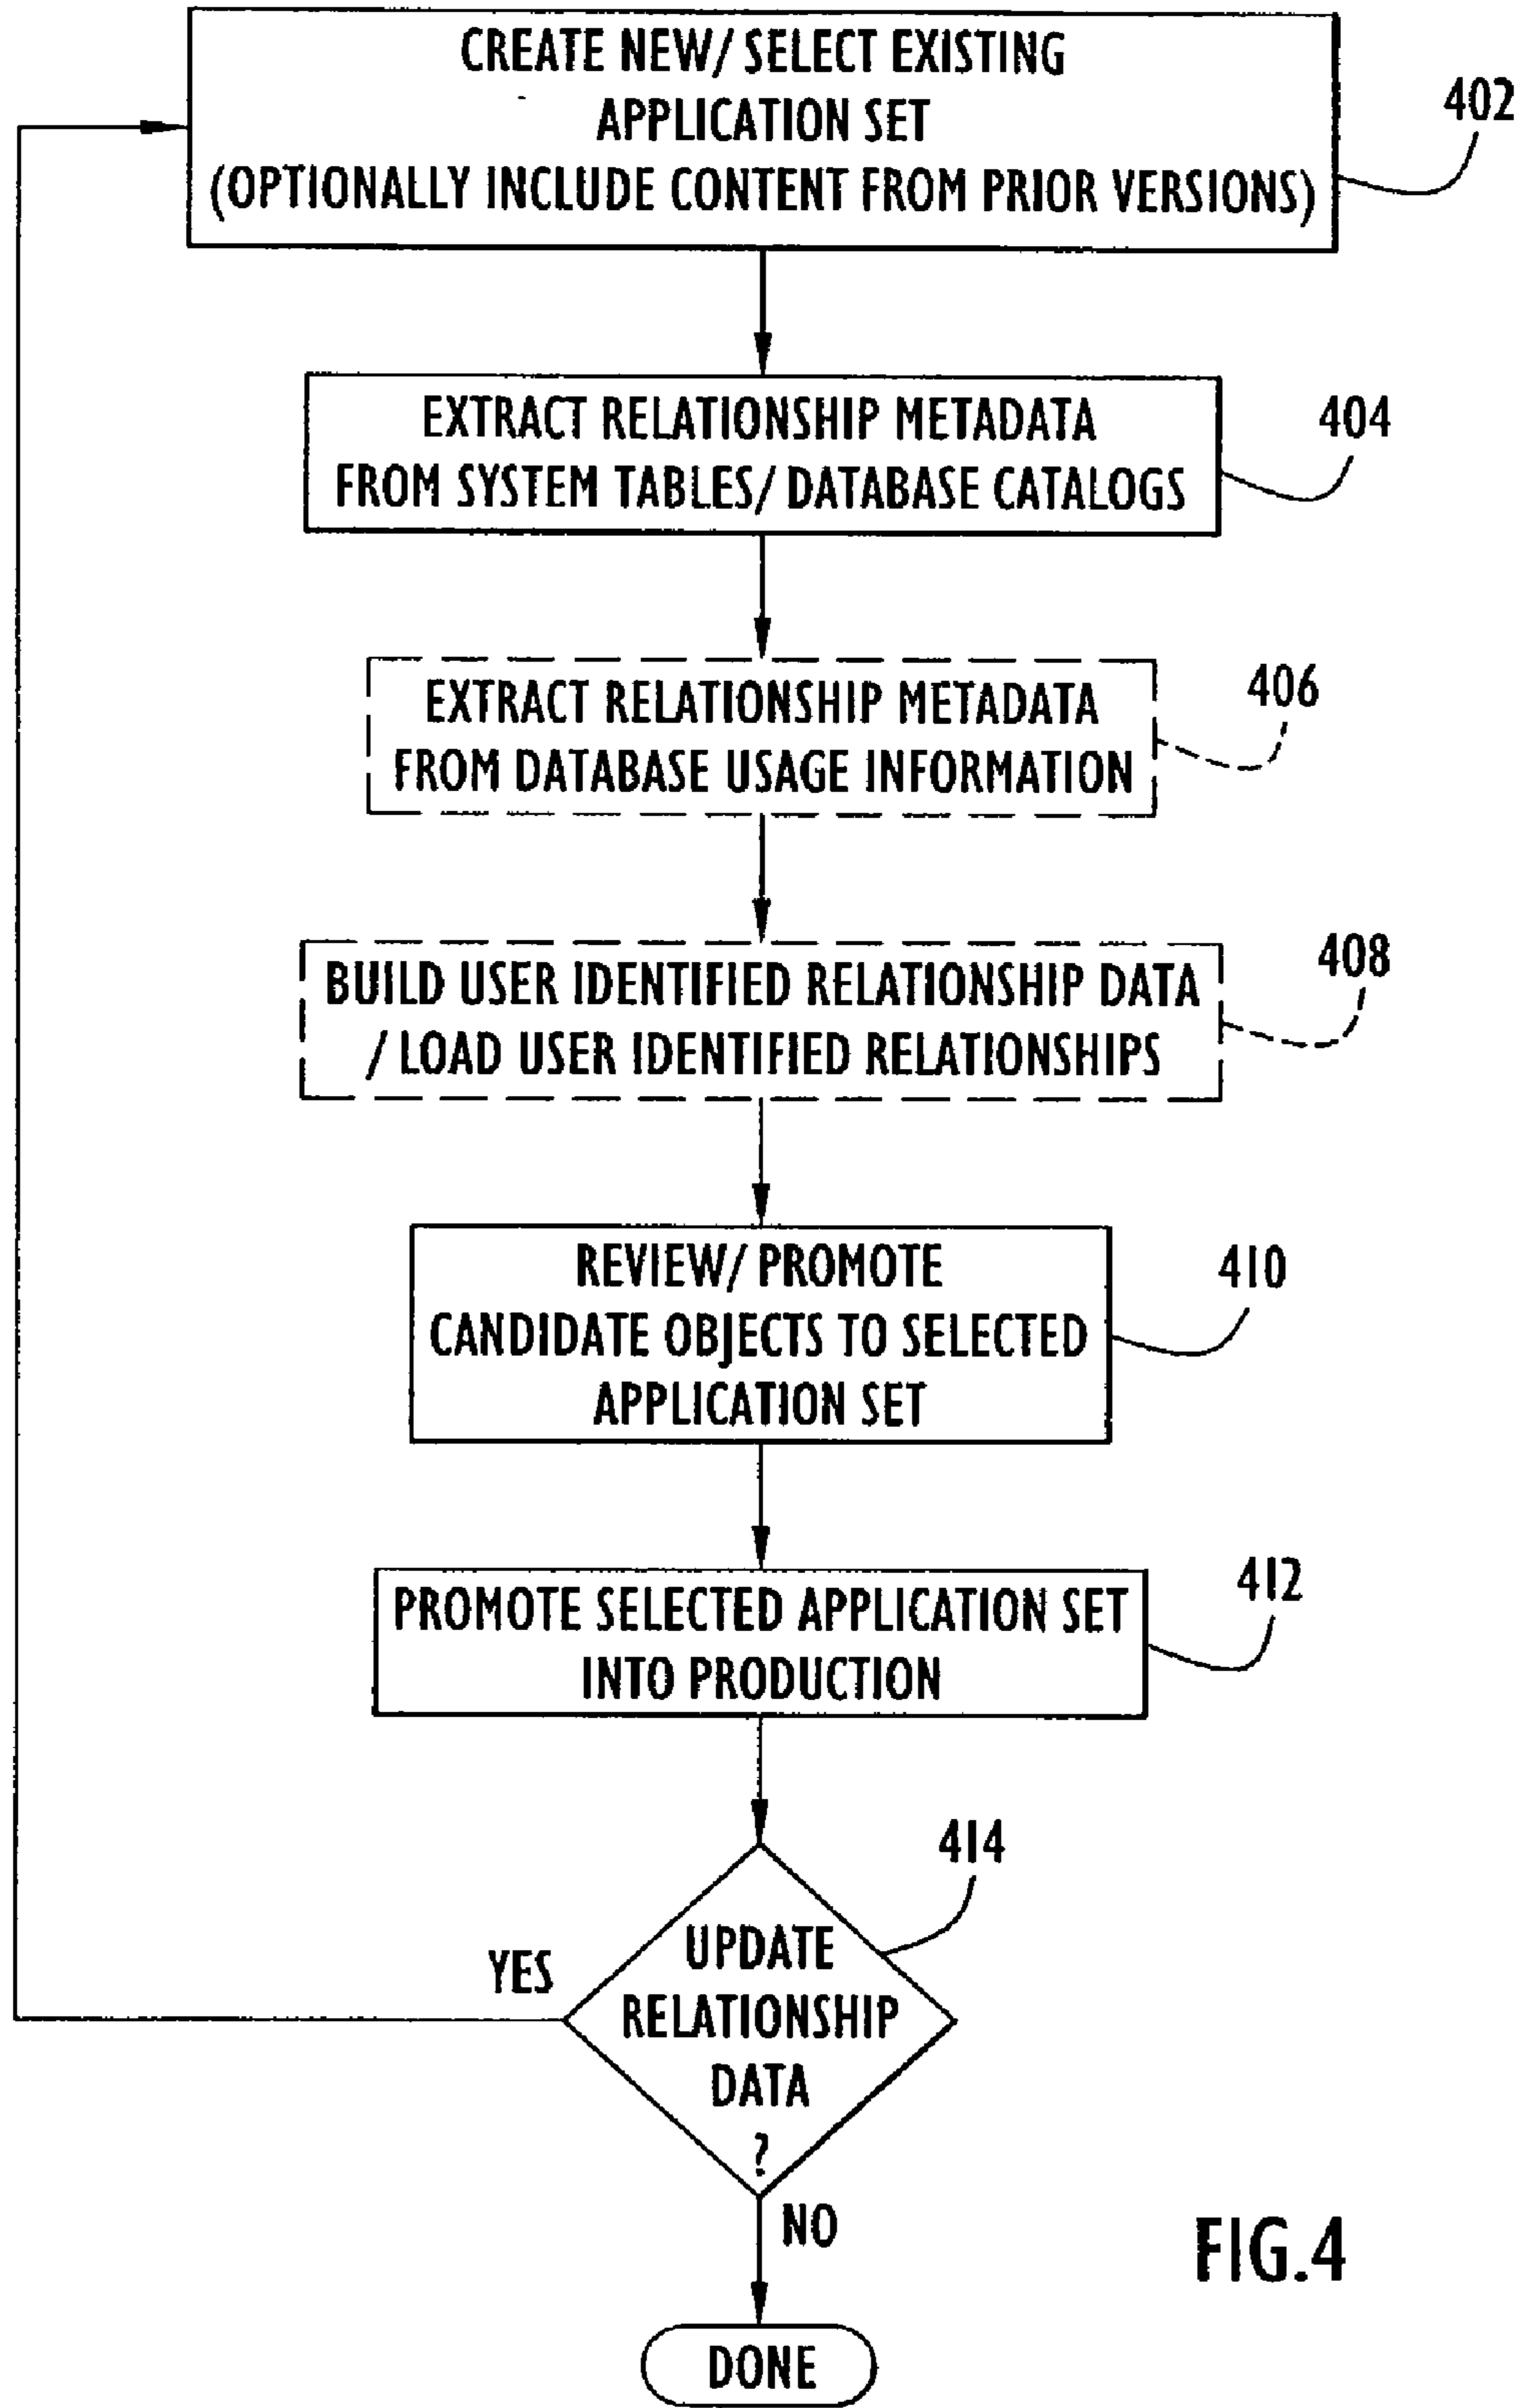 CREATE NEW/ SELECT EXISTING
APPLICATION SET
(OPTIONALLY INCLUDE CONTENT FROM PRIOR VERSIONS)
402
EXTRACT RELATIONSHIP METADATA
FROM SYSTEM TABLES/ DATABASE CATALOGS
404
EXTRACT RELATIONSHIP METADATA
FROM DATABASE USAGE INFORMATION
406
BUILD USER IDENTIFIED RELATIONSHIP DATA
/ LOAD USER IDENTIFIED RELATIONSHIPS
408
REVIEW/ PROMOTE
CANDIDATE OBJECTS TO SELECTED
APPLICATION SET
410
PROMOTE SELECTED APPLICATION SET
INTO PRODUCTION
412
414
UPDATE
RELATIONSHIP
DATA
?
YES
NO
DONE
FIG.4